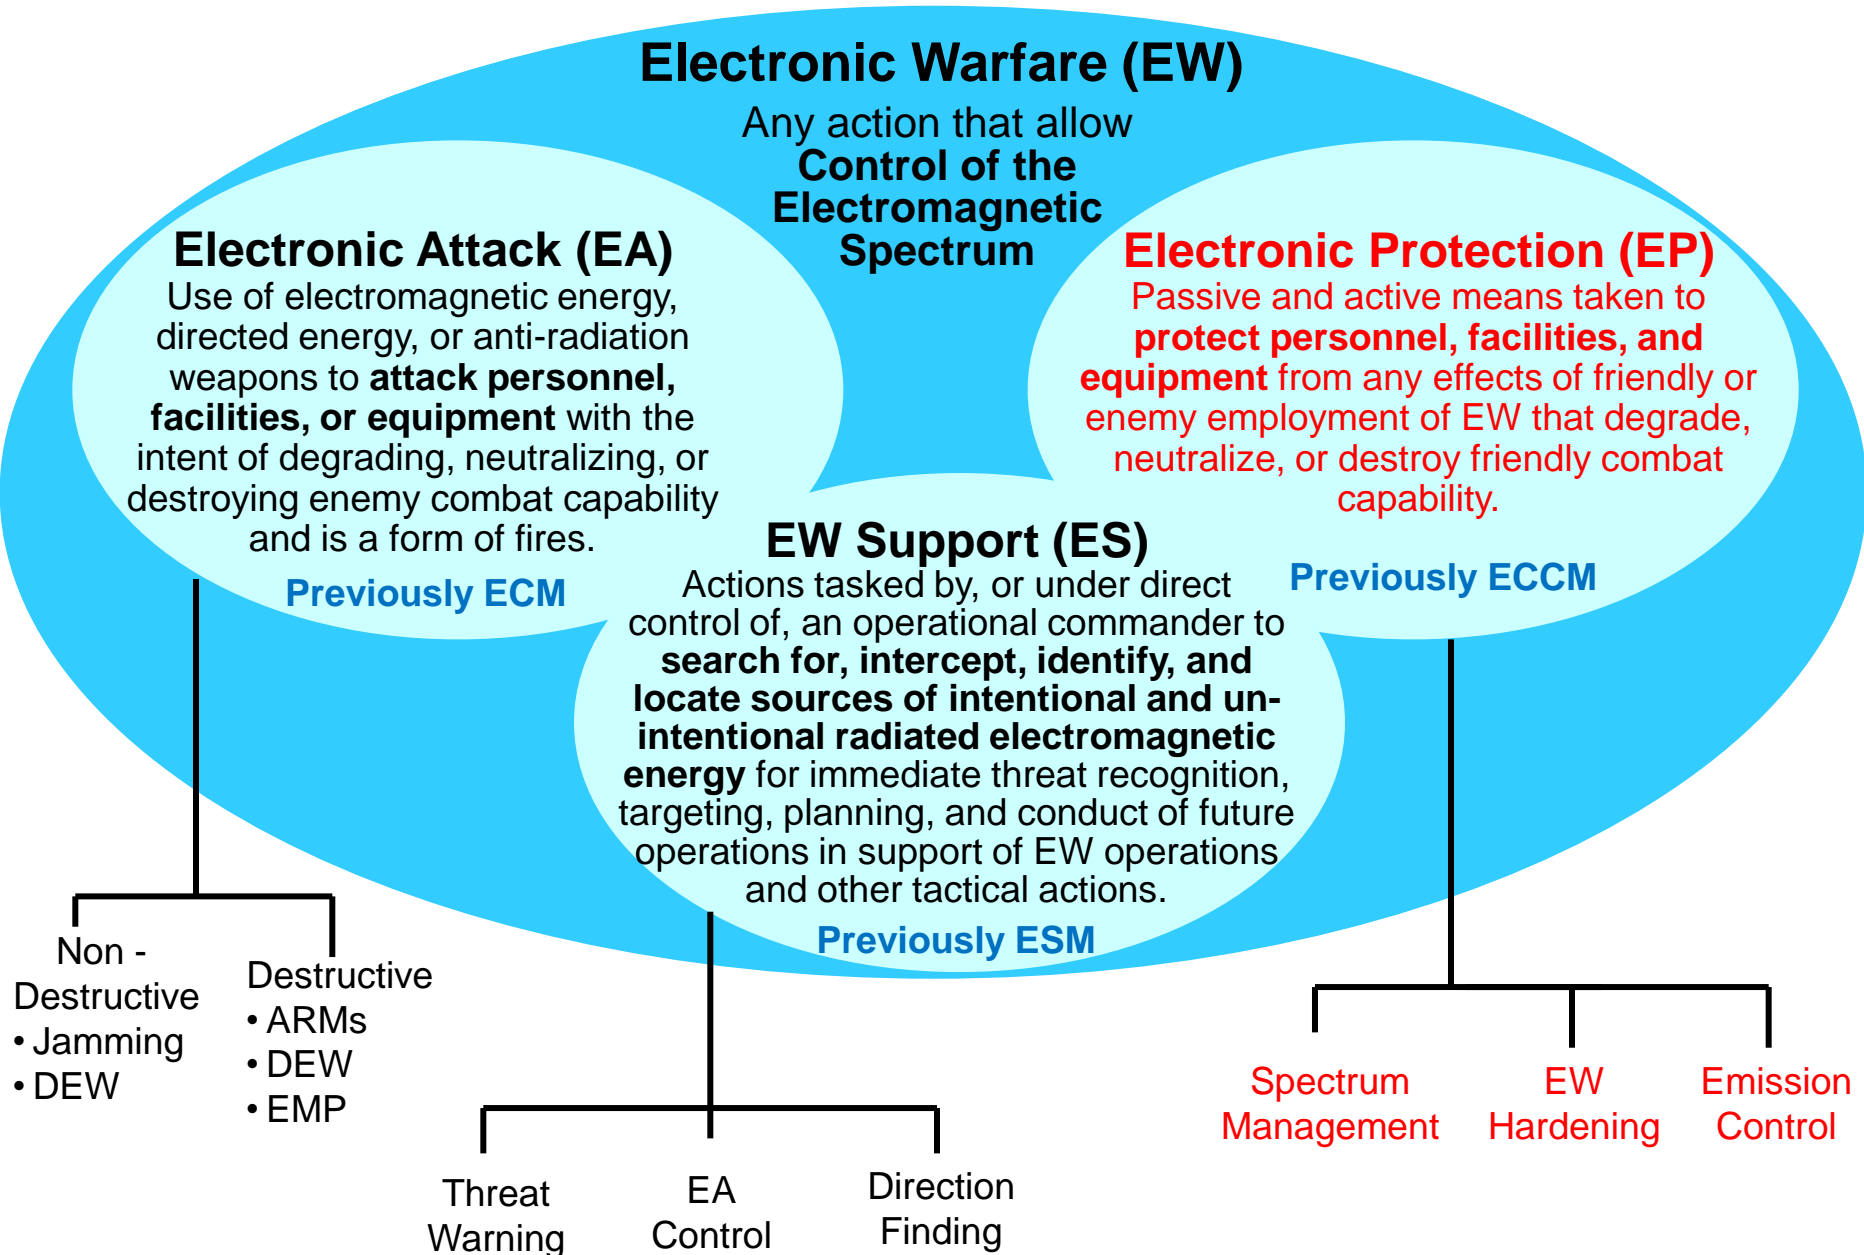 Electronic Warfare (EW)
Any action that allow
Control of the
Electromagnetic
Spectrum
Electronic Attack (EA)
Use of electromagnetic energy,
directed energy, or anti-radiation
weapons to attack personnel,
facilities, or equipment with the
intent of degrading, neutralizing, or
destroying enemy combat capability
and is a form of fires.
Previously ECM
Electronic Protection (EP)
Passive and active means taken to
protect personnel, facilities, and
equipment from any effects of friendly or
enemy employment of EW that degrade,
neutralize, or destroy friendly combat
capability.
Previously ECCM
EW Support (ES)
Actions tasked by, or under direct
control of, an operational commander to
search for, intercept, identify, and
locate sources of intentional and un-
intentional radiated electromagnetic
energy for immediate threat recognition,
targeting, planning, and conduct of future
operations in support of EW operations
and other tactical actions.
Previously ESM
Non -
Destructive
• Jamming
• DEW
Destructive
• ARMs
• DEW
• EMP
Threat
Warning
EA
Control
Direction
Finding
Spectrum
Management
EW
Hardening
Emission
Control